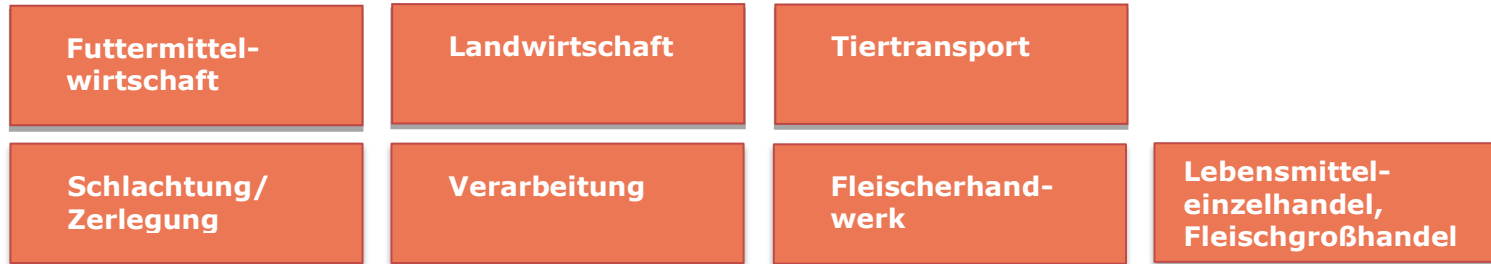 Futtermittel-
wirtschaft
Landwirtschaft
Tiertransport
Schlachtung/
Zerlegung
Verarbeitung
Fleischerhand-
werk
Lebensmittel-
einzelhandel,
Fleischgroßhandel